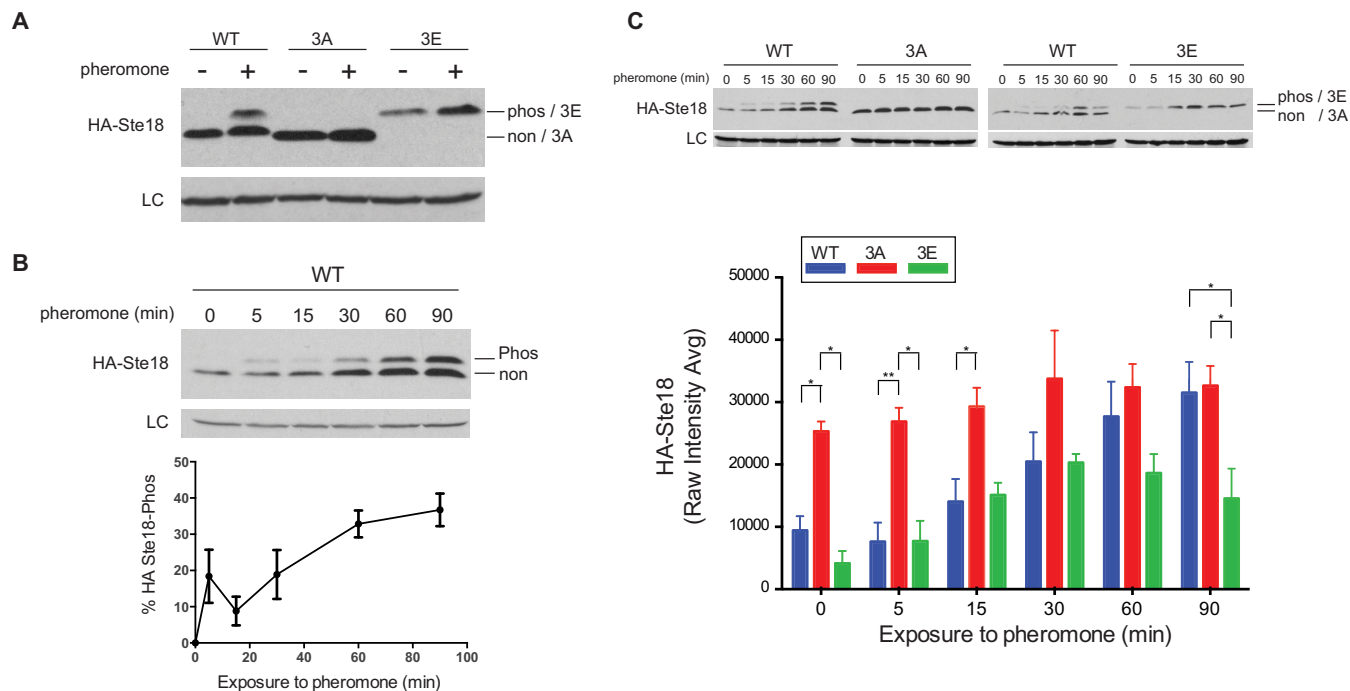 A
WT 3A 3E
pheromone - + - + - +
HA-Ste18
phos / 3E
non / 3A
LC
B
WT
pheromone (min) 0 5 15 30 60 90
HA-Ste18
Phos
non
LC
% HA Ste18-Phos
50
40
30
20
10
0
0 20 40 60 80 100
Exposure to pheromone (min)
C
WT 3A WT 3E
pheromone (min) 0 5 15 30 60 90 0 5 15 30 60 90 0 5 15 30 60 90 0 5 15 30 60 90
HA-Ste18
phos / 3E
non / 3A
LC
WT 3A 3E
HA-Ste18
(Raw Intensity Avg)
50000
40000
30000
20000
10000
0
* * ** * * * *
0 5 15 30 60 90
Exposure to pheromone (min)